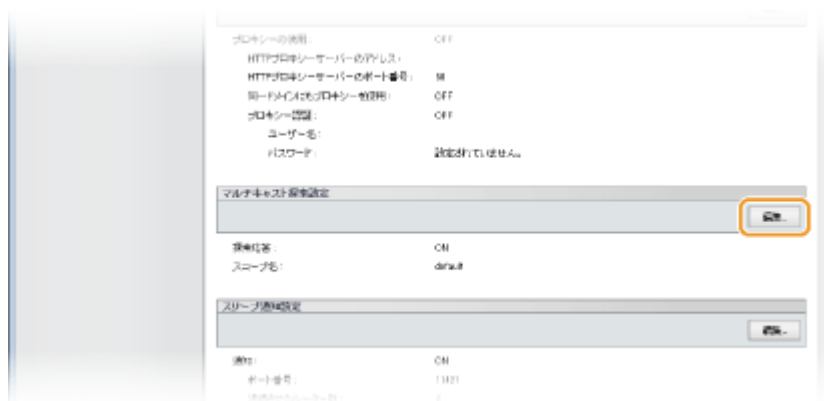 プロキシーの使用: OFF
HTTPプロキシーサーバーのアドレス:
HTTPプロキシーサーバーのポート番号: 80
同一ドメインにもプロキシーを使用: OFF
プロキシー認証: OFF
ユーザー名:
パスワード: 設定されていません。
マルチキャスト探索設定
編集...
探索応答: ON
スコープ名: default
スリープ通知設定
編集...
通知: ON
ポート番号: 11427